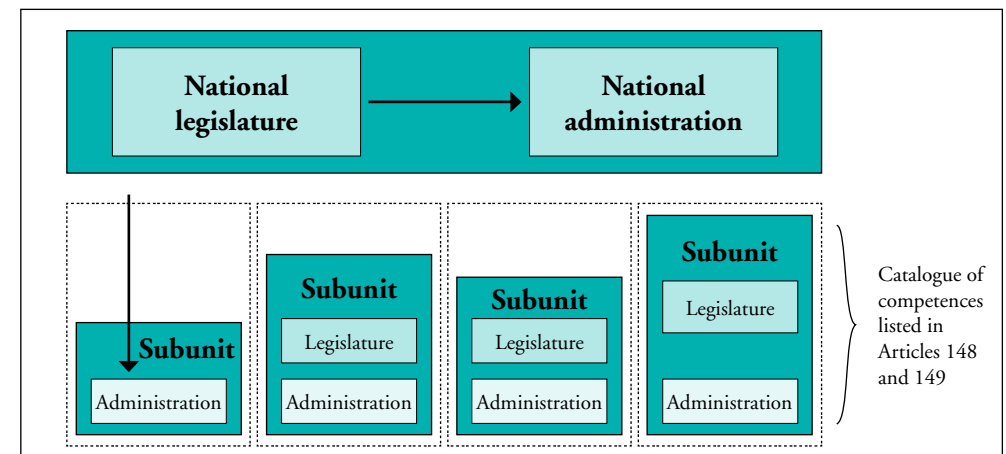 National
legislature
National
administration
Subunit
Administration
Subunit
Legislature
Administration
Subunit
Legislature
Administration
Subunit
Legislature
Administration
Catalogue of
competences
listed in
Articles 148
and 149